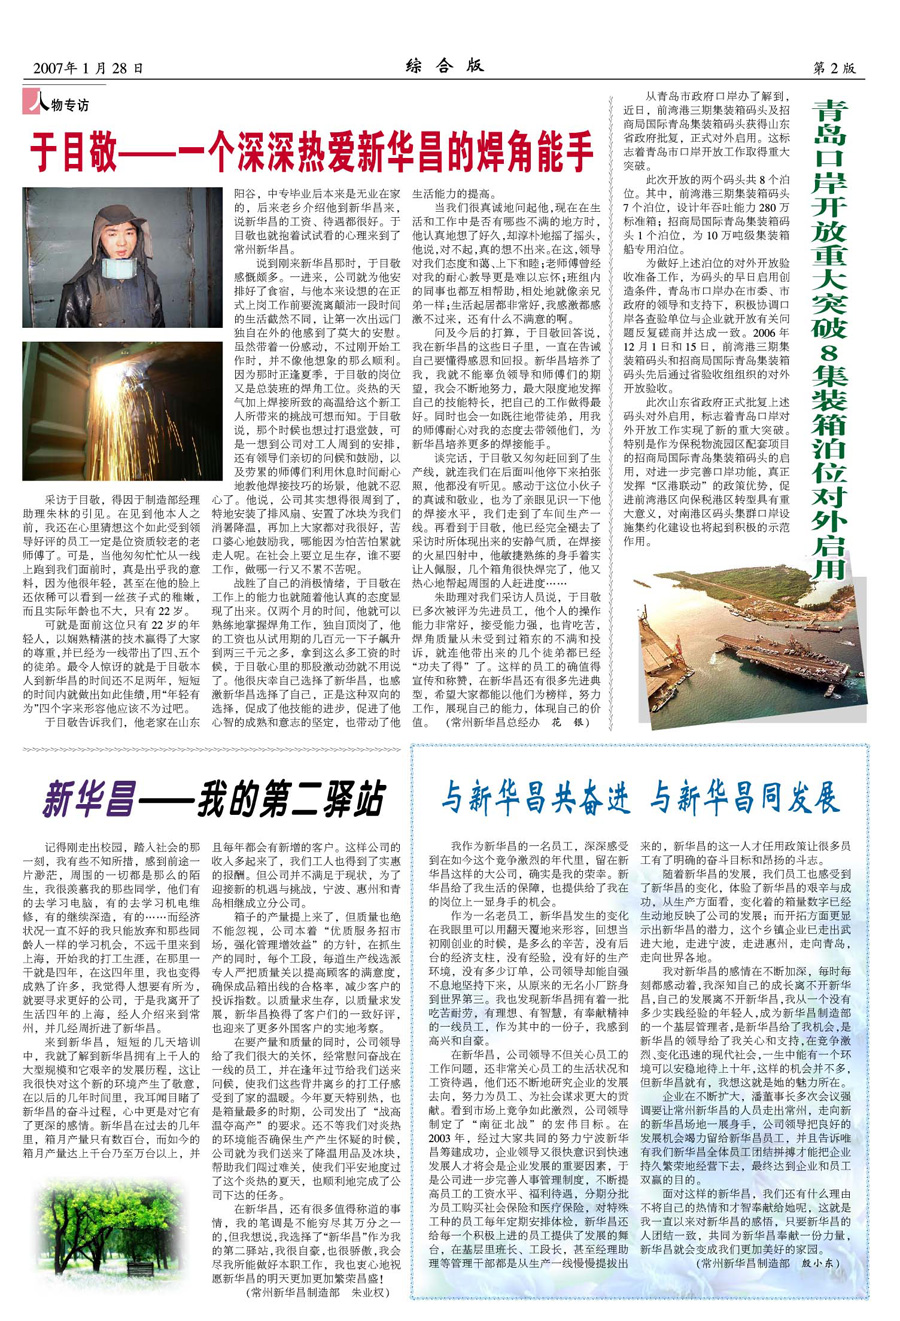 2007年1月28日
综合版
第2版
人物专访
于目敬——一个深深热爱新华昌的焊角能手
采访于目敬，得因于制造部经理
助理朱林的引见。在见到他本人之
前，我还在心里猜想这个如此受到领
导好评的员工一定是位资质较老的老
师傅了。可是，当他匆匆忙忙从一线
上跑到我们面前时，真是出乎我的意
料，因为他很年轻，甚至在他的脸上
还依稀可以看到一丝孩子式的稚嫩，
而且实际年龄也不大，只有22岁。
可就是面前这位只有22岁的年
轻人，以娴熟精湛的技术赢得了大家
的尊重,并已经为一线带出了四、五个
的徒弟。最令人惊讶的就是于目敬本
人到新华昌的时间还不足两年，短短
的时间内就做出如此佳绩,用“年轻有
为”四个字来形容他应该不为过吧。
于目敬告诉我们，他老家在山东
阳谷，中专毕业后本来是无业在家
的，后来老乡介绍他到新华昌来，
说新华昌的工资、待遇都很好。于
目敬也就抱着试试看的心理来到了
常州新华昌。
说到刚来新华昌那时，于目敬
感慨颇多。一进来，公司就为他安
排好了食宿，与他本来设想的在正
式上岗工作前要流离颠沛一段时间
的生活截然不同，让第一次出远门
独自在外的他感到了莫大的安慰。
虽然带着一份感动，不过刚开始工
作时，并不像他想象的那么顺利。
因为那时正逢夏季，于目敬的岗位
又是总装班的焊角工位。炎热的天
气加上焊接所致的高温给这个新工
人所带来的挑战可想而知。于目敬
说，那个时候也想过打退堂鼓，可
是一想到公司对工人周到的安排，
还有领导们亲切的问候和鼓励，以
及劳累的师傅们利用休息时间耐心
地教他焊接技巧的场景，他就不忍
心了。他说，公司其实想得很周到了，
特地安装了排风扇、安置了冰块为我们
消暑降温，再加上大家都对我很好，苦
口婆心地鼓励我，哪能因为怕苦怕累就
走人呢。在社会上要立足生存，谁不要
工作，做哪一行又不累不苦呢。
战胜了自己的消极情绪，于目敬在
工作上的能力也就随着他认真的态度显
现了出来。仅两个月的时间，他就可以
熟练地掌握焊角工作，独自顶岗了，他
的工资也从试用期的几百元一下子飙升
到两三千元之多，拿到这么多工资的时
候，于目敬心里的那股激动劲就不用说
了。他很庆幸自己选择了新华昌，也感
激新华昌选择了自己，正是这种双向的
选择，促成了他技能的进步，促进了他
心智的成熟和意志的坚定，也带动了他
生活能力的提高。
当我们很真诚地问起他,现在在生
活和工作中是否有哪些不满的地方时，
他认真地想了好久,却淳朴地摇了摇头，
他说,对不起,真的想不出来。在这,领导
对我们态度和蔼、上下和睦;老师傅曾经
对我的耐心教导更是难以忘怀;班组内
的同事也都互相帮助,相处地就像亲兄
弟一样;生活起居都非常好,我感激都感
激不过来，还有什么不满意的啊。
问及今后的打算，于目敬回答说，
我在新华昌的这些日子里，一直在告诫
自己要懂得感恩和回报。新华昌培养了
我，我就不能辜负领导和师傅们的期
望，我会不断地努力，最大限度地发挥
自己的技能特长，把自己的工作做得最
好。同时也会一如既往地带徒弟，用我
的师傅耐心对我的态度去带领他们，为
新华昌培养更多的焊接能手。
谈完话，于目敬又匆匆赶回到了生
产线，就连我们在后面叫他停下来拍张
照，他都没有听见。感动于这位小伙子
的真诚和敬业，也为了亲眼见识一下他
的焊接水平，我们走到了车间生产一
线。再看到于目敬，他已经完全褪去了
采访时所体现出来的安静气质，在焊接
的火星四射中，他敏捷熟练的身手着实
让人佩服，几个箱角很快焊完了，他又
热心地帮起周围的人赶进度……
朱助理对我们采访人员说，于目敬
已多次被评为先进员工，他个人的操作
能力非常好，接受能力强，也肯吃苦，
焊角质量从未受到过箱东的不满和投
诉，就连他带出来的几个徒弟都已经
“功夫了得”了。这样的员工的确值得
宣传和称赞，在新华昌还有很多先进典
型，希望大家都能以他们为榜样，努力
工作，展现自己的能力，体现自己的价
值。（常州新华昌总经办 花 银）
青岛口岸开放重大突破8集装箱泊位对外启用
从青岛市政府口岸办了解到，
近日，前湾港三期集装箱码头及招
商局国际青岛集装箱码头获得山东
省政府批复，正式对外启用。这标
志着青岛市口岸开放工作取得重大
突破。
此次开放的两个码头共8个泊
位。其中，前湾港三期集装箱码头
7个泊位，设计年吞吐能力280万
标准箱；招商局国际青岛集装箱码
头1个泊位，为10万吨级集装箱
船专用泊位。
为做好上述泊位的对外开放验
收准备工作，为码头的早日启用创
造条件，青岛市口岸办在市委、市
政府的领导和支持下，积极协调口
岸各查验单位与企业就开放有关问
题反复磋商并达成一致。2006年
12月1日和15日，前湾港三期集
装箱码头和招商局国际青岛集装箱
码头先后通过省验收组组织的对外
开放验收。
此次山东省政府正式批复上述
码头对外启用，标志着青岛口岸对
外开放工作实现了新的重大突破。
特别是作为保税物流园区配套项目
的招商局国际青岛集装箱码头的启
用，对进一步完善口岸功能，真正
发挥“区港联动”的政策优势，促
进前湾港区向保税港区转型具有重
大意义，对南港区码头集群口岸设
施集约化建设也将起到积极的示范
作用。
新华昌——我的第二驿站
记得刚走出校园，踏入社会的那
一刻，我有些不知所措，感到前途一
片渺茫，周围的一切都是那么的陌
生，我很羡慕我的那些同学，他们有
的去学习电脑，有的去学习机电维
修，有的继续深造，有的……而经济
状况一直不好的我只能放弃和那些同
龄人一样的学习机会，不远千里来到
上海，开始我的打工生涯，在那里一
干就是四年，在这四年里，我也变得
成熟了许多，我觉得人想要有所为，
就要寻求更好的公司，于是我离开了
生活四年的上海，经人介绍来到常
州，并几经周折进了新华昌。
来到新华昌，短短的几天培训
中，我就了解到新华昌拥有上千人的
大型规模和它艰辛的发展历程，这让
我很快对这个新的环境产生了敬意，
在以后的几年时间里，我耳闻目睹了
新华昌的奋斗过程，心中更是对它有
了更深的感情。新华昌在过去的几年
里，箱月产量只有数百台，而如今的
箱月产量达上千台乃至万台以上，并
且每年都会有新增的客户。这样公司的
收入多起来了，我们工人也得到了实惠
的报酬。但公司并不满足于现状，为了
迎接新的机遇与挑战，宁波、惠州和青
岛相继成立分公司。
箱子的产量提上来了，但质量也绝
不能忽视，公司本着“优质服务招市
场，强化管理增效益”的方针，在抓生
产的同时，每个工段，每道生产线选派
专人严把质量关以提高顾客的满意度，
确保成品箱出线的合格率，减少客户的
投诉指数。以质量求生存，以质量求发
展，新华昌换得了客户们的一致好评，
也迎来了更多外国客户的实地考察。
在要产量和质量的同时，公司领导
给了我们很大的关怀，经常慰问奋战在
一线的员工，并在逢年过节给我们送来
问候，使我们这些背井离乡的打工仔感
受到了家的温暖。今年夏天特别热，也
是箱量最多的时期，公司发出了“战高
温夺高产”的要求。还不等我们对炎热
的环境能否确保生产产生怀疑的时候，
公司就为我们送来了降温用品及冰块，
帮助我们闯过难关，使我们平安地度过
了这个炎热的夏天，也顺利地完成了公
司下达的任务。
在新华昌，还有很多值得称道的事
情，我的笔调是不能穷尽其万分之一
的,但我想说,我选择了“新华昌”作为我
的第二驿站,我很自豪,也很骄傲,我会
尽我所能做好本职工作，我也衷心地祝
愿新华昌的明天更加更加繁荣昌盛！
（常州新华昌制造部 朱业权）
与新华昌共奋进 与新华昌同发展
我作为新华昌的一名员工，深深感受
到在如今这个竞争激烈的年代里，留在新
华昌这样的大公司，确实是我的荣幸。新
华昌给了我生活的保障，也提供给了我在
的岗位上一显身手的机会。
作为一名老员工，新华昌发生的变化
在我眼里可以用翻天覆地来形容，回想当
初刚创业的时候，是多么的辛苦，没有后
台的经济支柱，没有经验，没有好的生产
环境，没有多少订单，公司领导却能自强
不息地坚持下来，从原来的无名小厂跻身
到世界第三。我也发现新华昌拥有着一批
吃苦耐劳，有理想、有智慧，有奉献精神
的一线员工，作为其中的一份子，我感到
高兴和自豪。
在新华昌，公司领导不但关心员工的
工作问题，还非常关心员工的生活状况和
工资待遇，他们还不断地研究企业的发展
去向，努力为员工、为社会谋求更大的贡
献。看到市场上竞争如此激烈，公司领导
制定了“南征北战”的宏伟目标。在
2003年，经过大家共同的努力宁波新华
昌筹建成功，企业领导又很快意识到快速
发展人才将会是企业发展的重要因素，于
是公司进一步完善人事管理制度，不断提
高员工的工资水平、福利待遇，分期分批
为员工购买社会保险和医疗保险，对特殊
工种的员工每年定期安排体检，新华昌还
给每一个积极上进的员工提供了发展的舞
台，在基层里班长、工段长，甚至经理助
理等管理干部都是从生产一线慢慢提拔出
来的，新华昌的这一人才任用政策让很多员
工有了明确的奋斗目标和昂扬的斗志。
随着新华昌的发展，我们员工也感受到
了新华昌的变化，体验了新华昌的艰辛与成
功，从生产方面看，变化着的箱量数字已经
生动地反映了公司的发展；而开拓方面更显
示出新华昌的潜力，这个乡镇企业已走出武
进大地，走进宁波，走进惠州，走向青岛，
走向世界各地。
我对新华昌的感情在不断加深，每时每
刻都感动着,我深知自己的成长离不开新华
昌,自己的发展离不开新华昌,我从一个没有
多少实践经验的年轻人,成为新华昌制造部
的一个基层管理者,是新华昌给了我机会,是
新华昌的领导给了我关心和支持,在竞争激
烈、变化迅速的现代社会,一生中能有一个环
境可以安稳地待上十年,这样的机会并不多，
但新华昌就有，我想这就是她的魅力所在。
企业在不断扩大，潘董事长多次会议强
调要让常州新华昌的人员走出常州，走向新
的新华昌场地一展身手，公司领导把良好的
发展机会竭力留给新华昌员工，并且告诉唯
有我们新华昌全体员工团结拼搏才能把企业
持久繁荣地经营下去，最终达到企业和员工
双赢的目的。
面对这样的新华昌，我们还有什么理由
不将自己的热情和才智奉献给她呢，这就是
我一直以来对新华昌的感悟，只要新华昌的
人团结一致，共同为新华昌奉献一份力量，
新华昌就会变成我们更加美好的家园。
（常州新华昌制造部 殷小东）